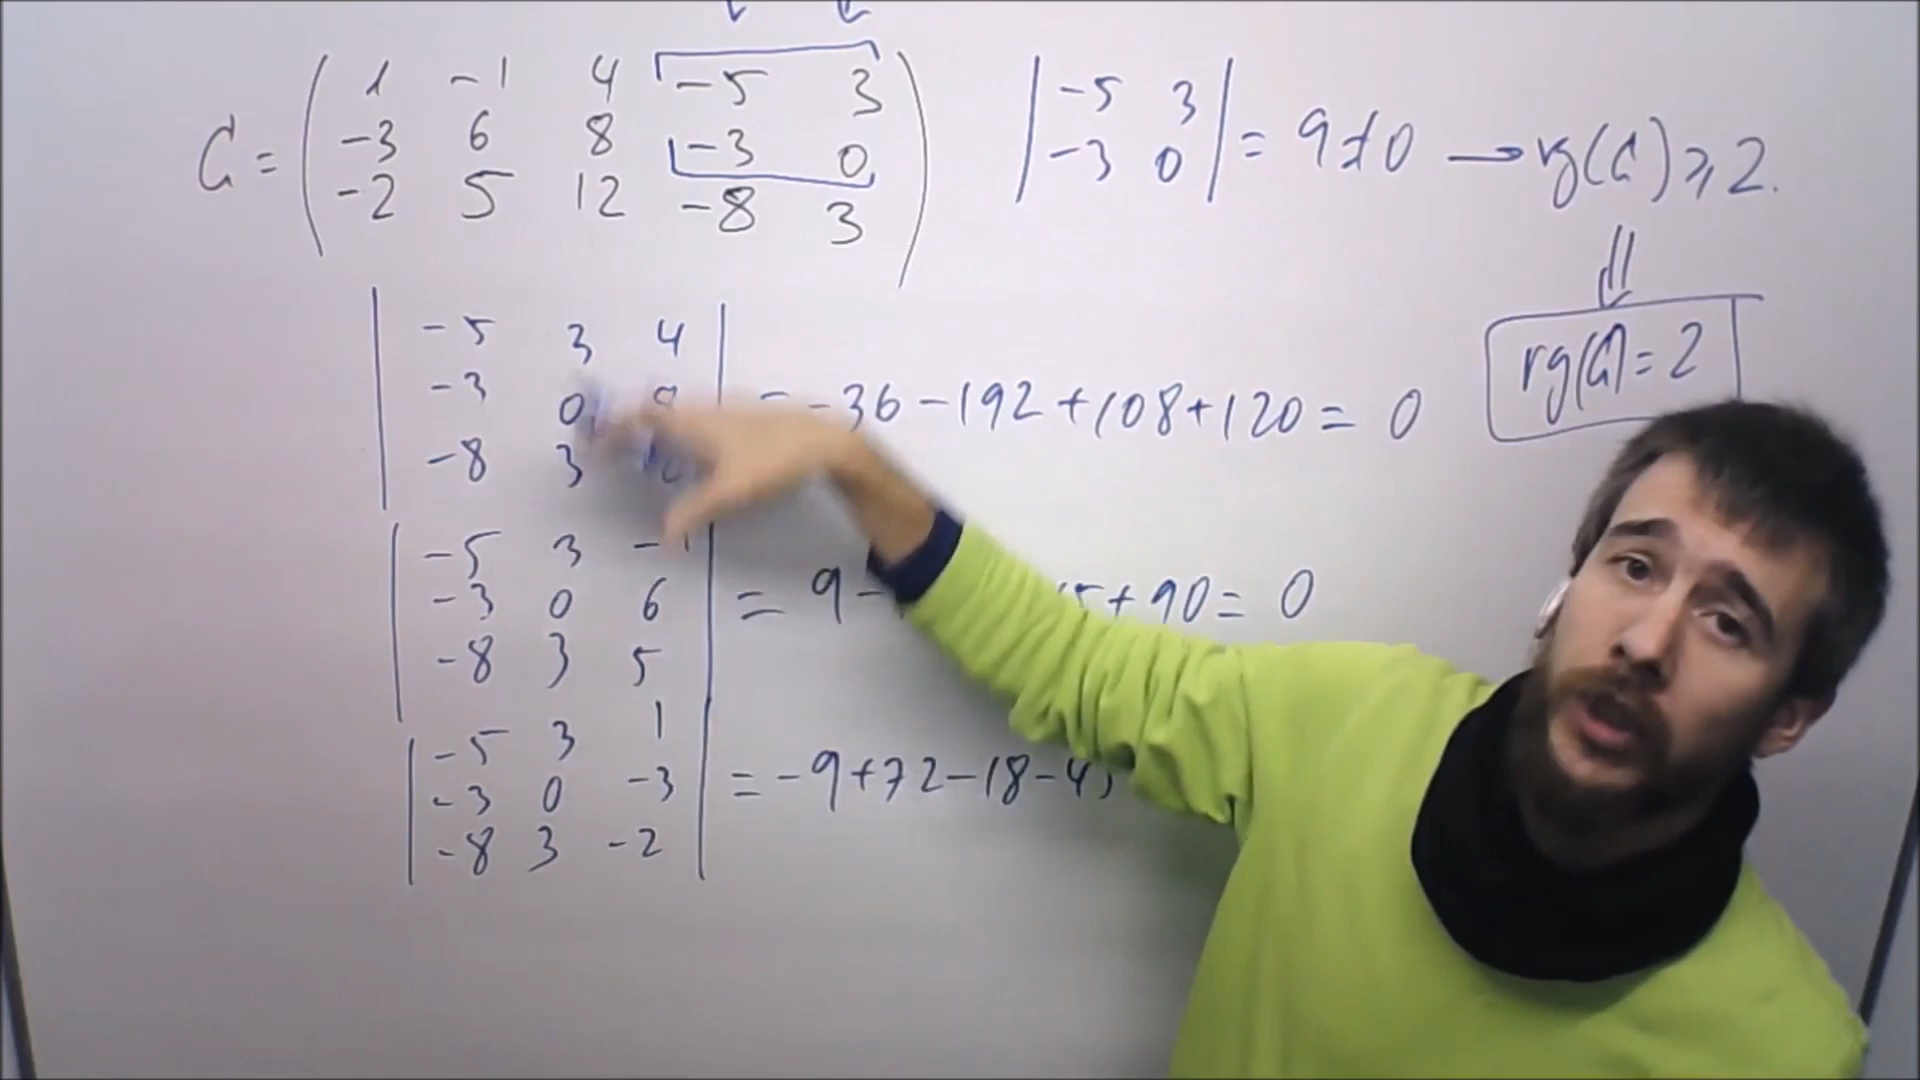 G = ( 1 -1 4 -5 3
-3 6 8 -3 0
-2 5 12 -8 3 )
| -5 3
-3 0 | = 9 ≠ 0 → rg(G) ⩾ 2.
⇓
rg(G) = 2
| -5 3 4
-3 0
-8 3 | = -36 -192 +108 +120 = 0
| -5 3 -1
-3 0 6
-8 3 5 | = 9 - +90 = 0
| -5 3 1
-3 0 -3
-8 3 -2 | = -9 +72 -18 -4